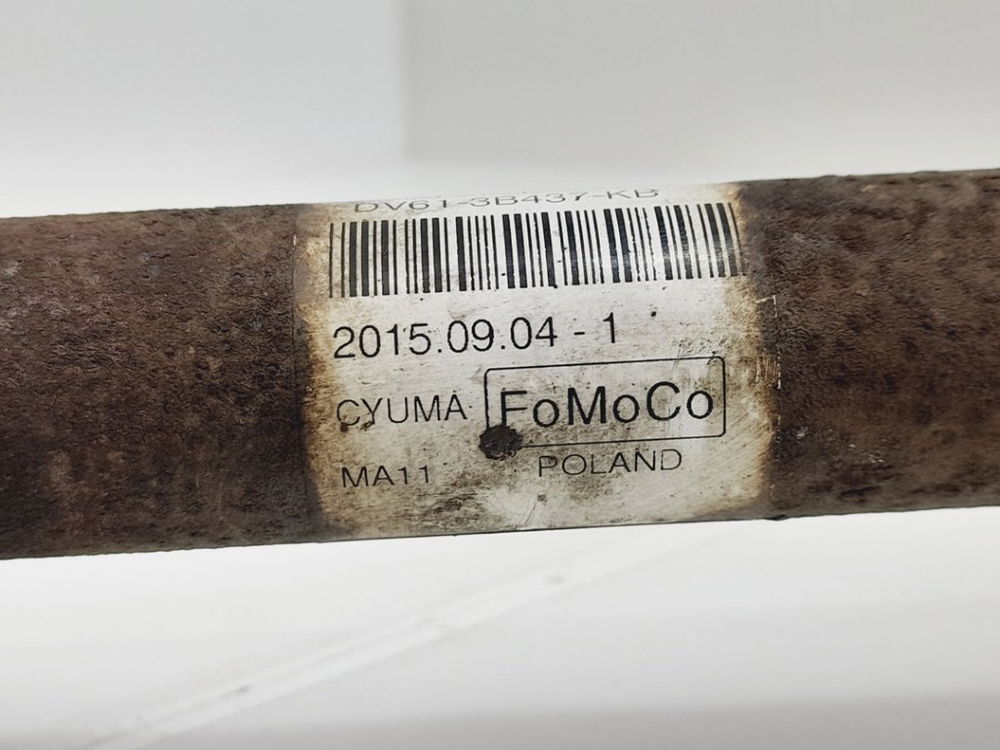 DV61-3B437-KB
2015.09.04 - 1
CYUMA FoMoCo
MA11 POLAND